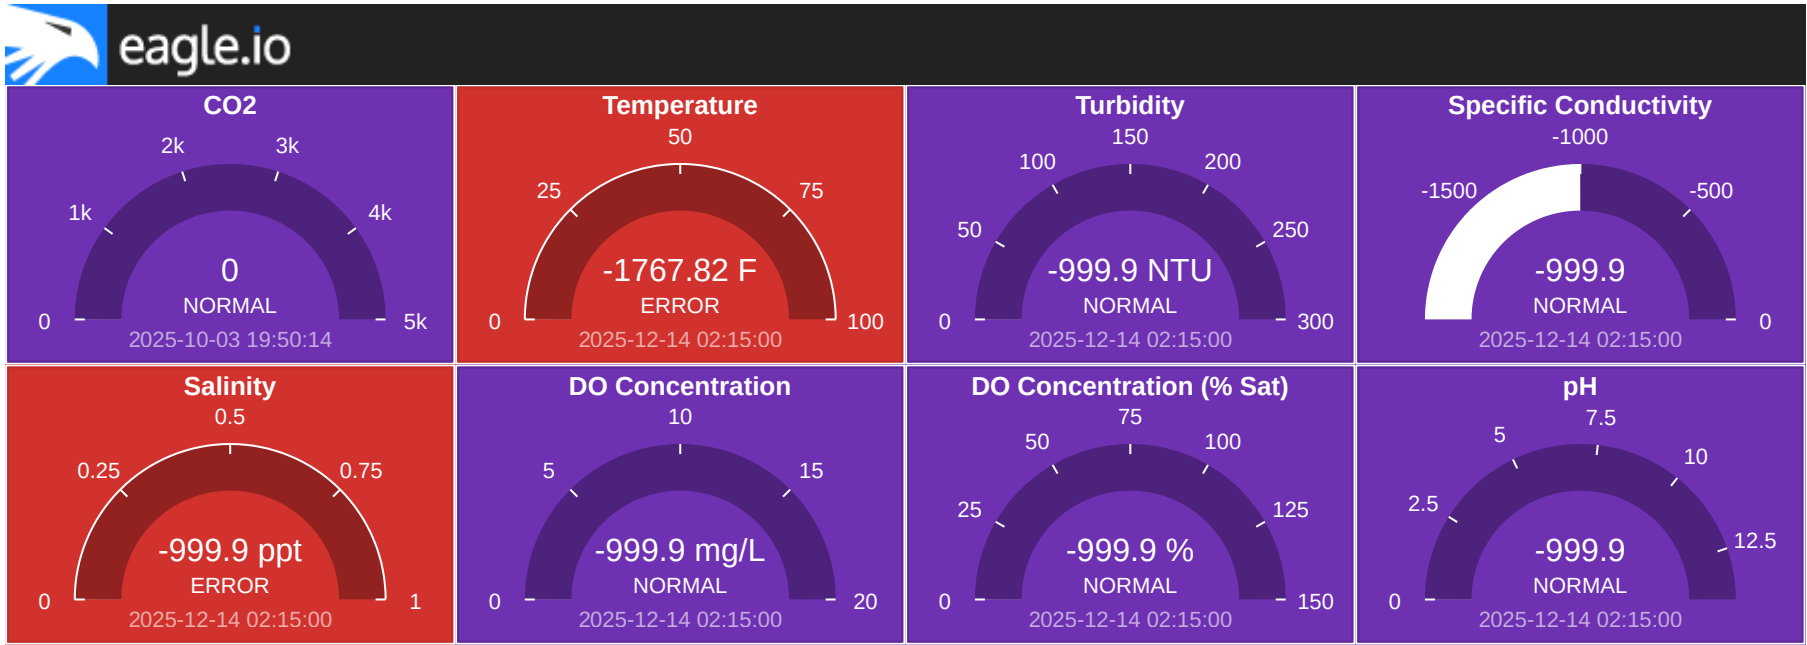 eagle.io
CO2
2k
3k
1k
4k
0
NORMAL
0
5k
2025-10-03 19:50:14
Temperature
50
25
75
-1767.82 F
ERROR
0
100
2025-12-14 02:15:00
Turbidity
150
100
200
50
250
-999.9 NTU
NORMAL
0
300
2025-12-14 02:15:00
Specific Conductivity
-1000
-1500
-500
-999.9
NORMAL
0
2025-12-14 02:15:00
Salinity
0.5
0.25
0.75
-999.9 ppt
ERROR
0
1
2025-12-14 02:15:00
DO Concentration
10
5
15
-999.9 mg/L
NORMAL
0
20
2025-12-14 02:15:00
DO Concentration (% Sat)
75
50
100
25
125
-999.9 %
NORMAL
0
150
2025-12-14 02:15:00
pH
7.5
5
10
2.5
12.5
-999.9
NORMAL
0
2025-12-14 02:15:00